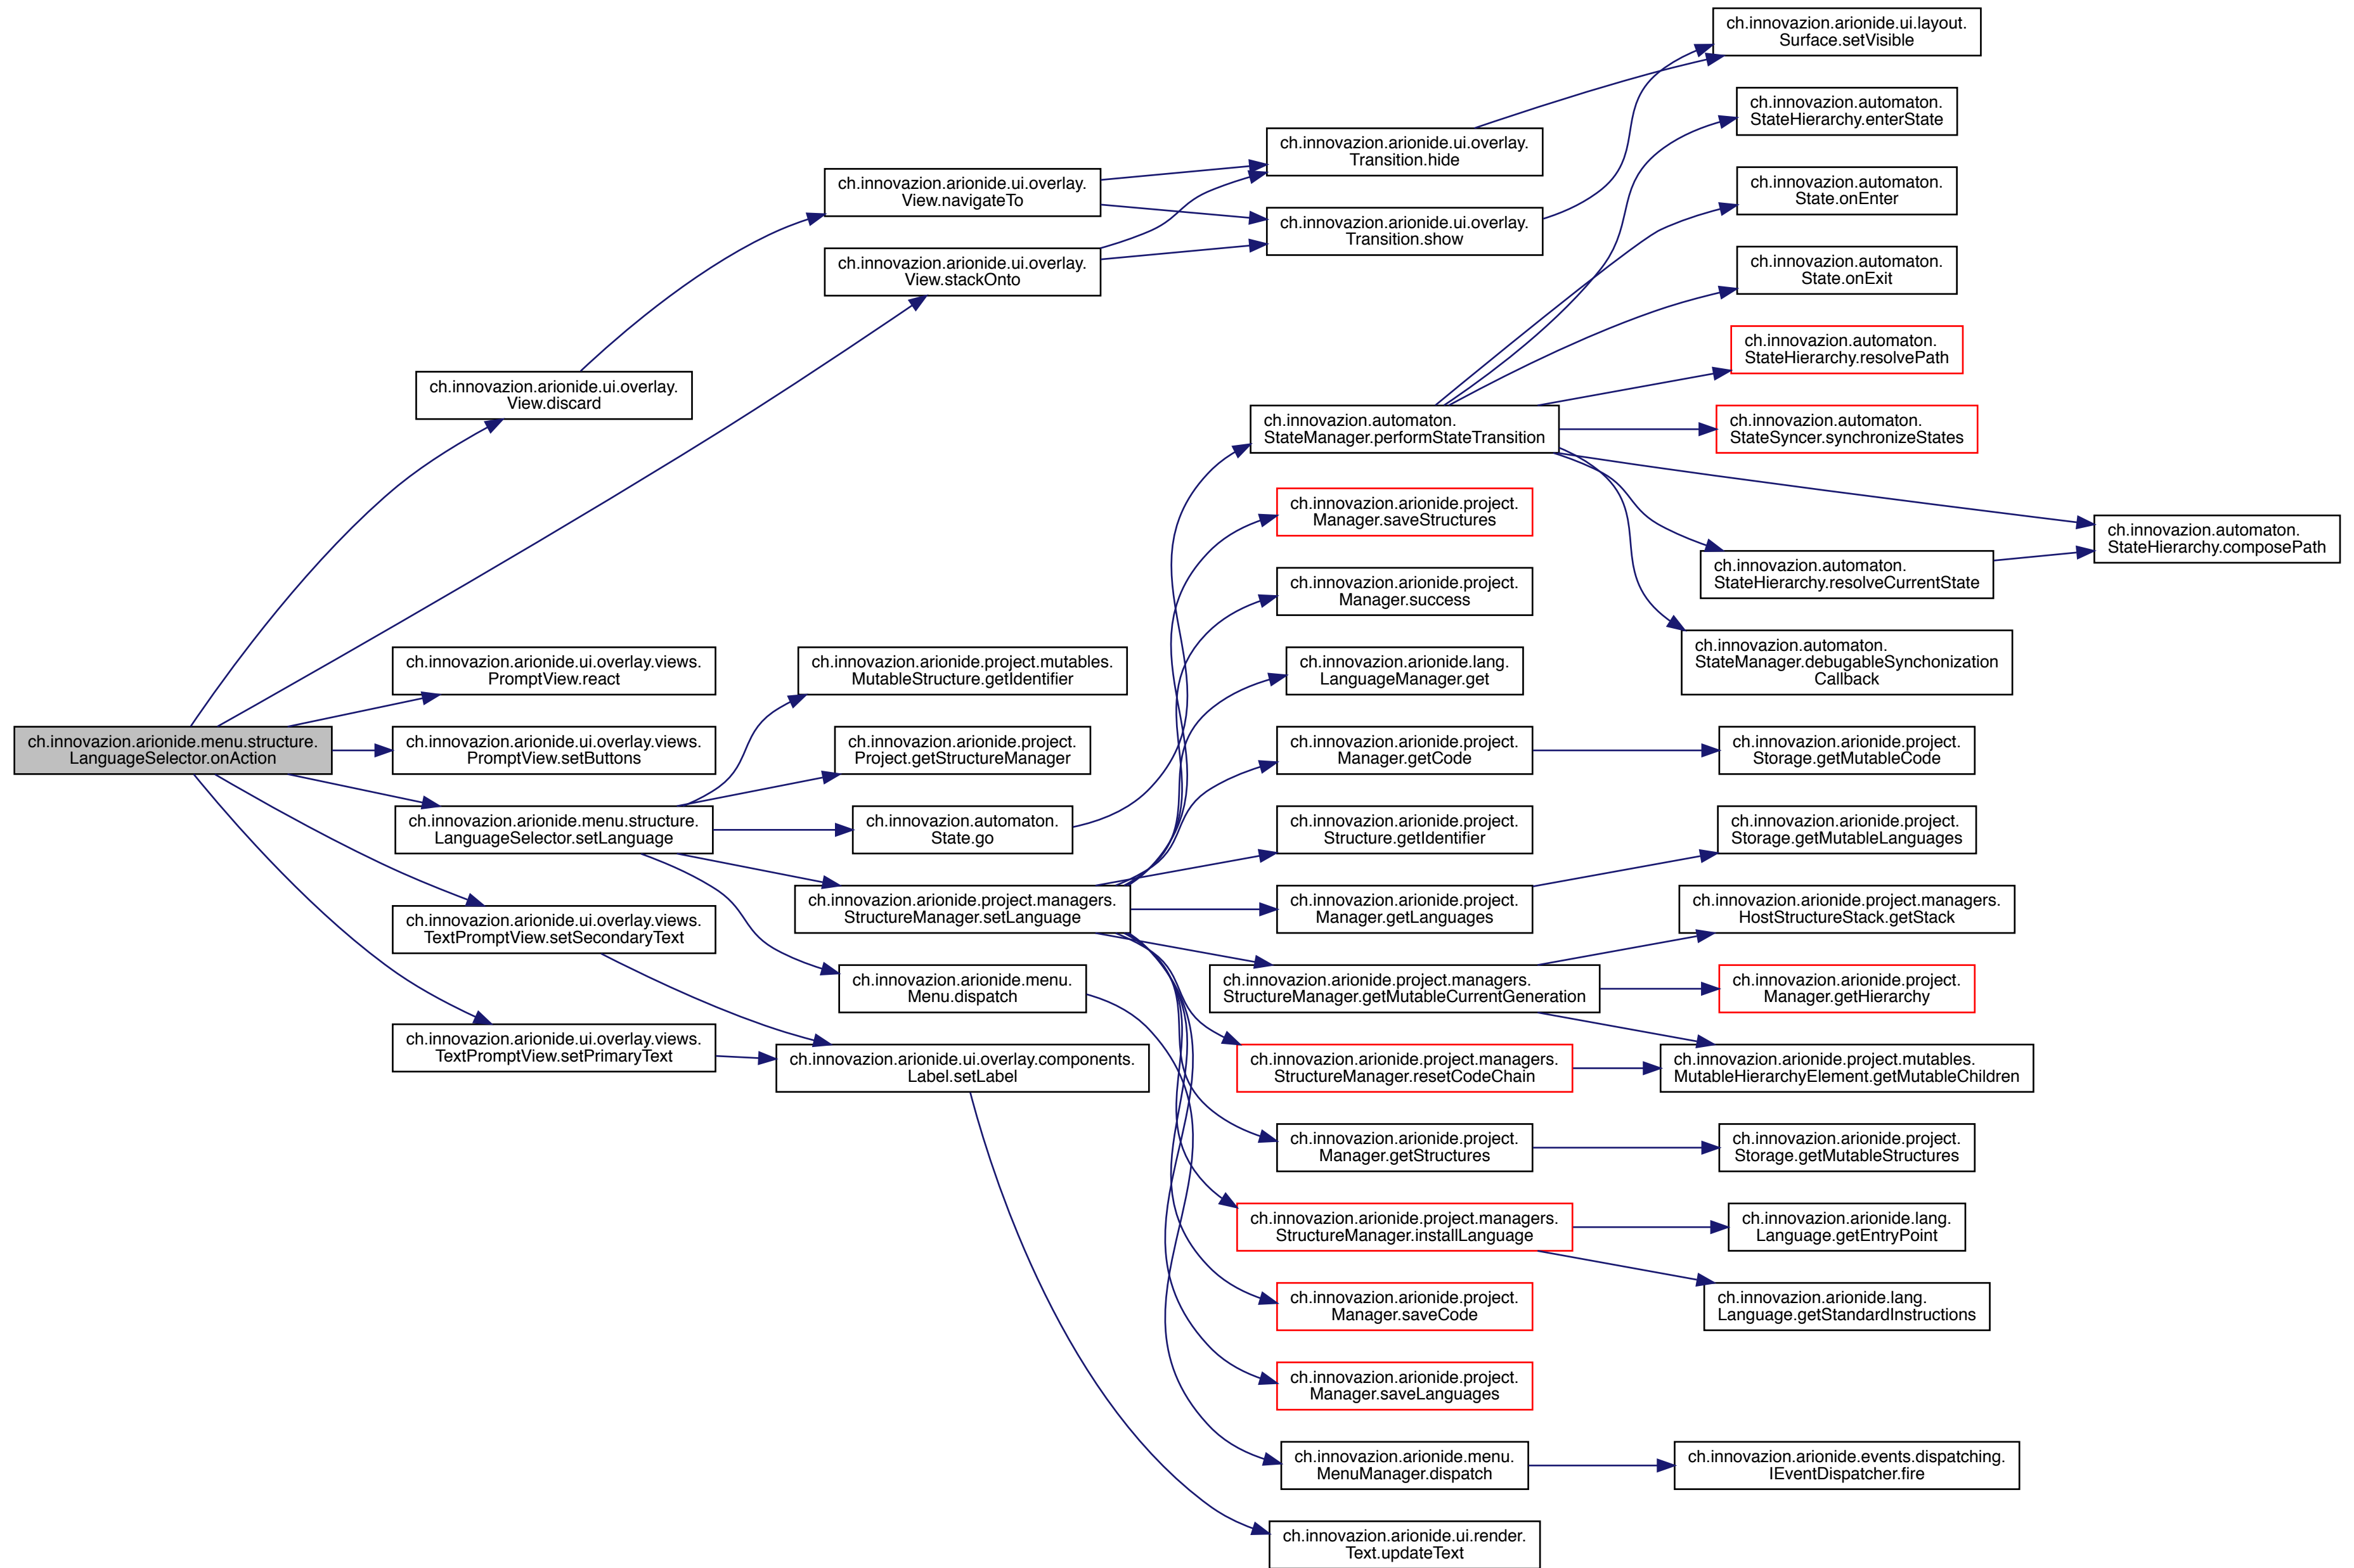 ch.innovazion.arionide.menu.structure.
LanguageSelector.onAction
ch.innovazion.arionide.ui.overlay.
View.discard
ch.innovazion.arionide.ui.overlay.views.
PromptView.react
ch.innovazion.arionide.ui.overlay.views.
PromptView.setButtons
ch.innovazion.arionide.menu.structure.
LanguageSelector.setLanguage
ch.innovazion.arionide.ui.overlay.views.
TextPromptView.setSecondaryText
ch.innovazion.arionide.ui.overlay.views.
TextPromptView.setPrimaryText
ch.innovazion.arionide.ui.overlay.
View.navigateTo
ch.innovazion.arionide.ui.overlay.
View.stackOnto
ch.innovazion.arionide.project.mutables.
MutableStructure.getIdentifier
ch.innovazion.arionide.project.
Project.getStructureManager
ch.innovazion.automaton.
State.go
ch.innovazion.arionide.project.managers.
StructureManager.setLanguage
ch.innovazion.arionide.menu.
Menu.dispatch
ch.innovazion.arionide.ui.overlay.components.
Label.setLabel
ch.innovazion.arionide.ui.overlay.
Transition.hide
ch.innovazion.arionide.ui.overlay.
Transition.show
ch.innovazion.automaton.
StateManager.performStateTransition
ch.innovazion.arionide.project.
Manager.saveStructures
ch.innovazion.arionide.project.
Manager.success
ch.innovazion.arionide.lang.
LanguageManager.get
ch.innovazion.arionide.project.
Manager.getCode
ch.innovazion.arionide.project.
Structure.getIdentifier
ch.innovazion.arionide.project.
Manager.getLanguages
ch.innovazion.arionide.project.managers.
StructureManager.getMutableCurrentGeneration
ch.innovazion.arionide.project.managers.
StructureManager.resetCodeChain
ch.innovazion.arionide.project.
Manager.getStructures
ch.innovazion.arionide.project.managers.
StructureManager.installLanguage
ch.innovazion.arionide.project.
Manager.saveCode
ch.innovazion.arionide.project.
Manager.saveLanguages
ch.innovazion.arionide.menu.
MenuManager.dispatch
ch.innovazion.arionide.ui.render.
Text.updateText
ch.innovazion.arionide.ui.layout.
Surface.setVisible
ch.innovazion.automaton.
StateHierarchy.enterState
ch.innovazion.automaton.
State.onEnter
ch.innovazion.automaton.
State.onExit
ch.innovazion.automaton.
StateHierarchy.resolvePath
ch.innovazion.automaton.
StateSyncer.synchronizeStates
ch.innovazion.automaton.
StateHierarchy.resolveCurrentState
ch.innovazion.automaton.
StateManager.debugableSynchonization
Callback
ch.innovazion.arionide.project.
Storage.getMutableCode
ch.innovazion.arionide.project.
Storage.getMutableLanguages
ch.innovazion.arionide.project.managers.
HostStructureStack.getStack
ch.innovazion.arionide.project.
Manager.getHierarchy
ch.innovazion.arionide.project.mutables.
MutableHierarchyElement.getMutableChildren
ch.innovazion.arionide.project.
Storage.getMutableStructures
ch.innovazion.arionide.lang.
Language.getEntryPoint
ch.innovazion.arionide.lang.
Language.getStandardInstructions
ch.innovazion.arionide.events.dispatching.
IEventDispatcher.fire
ch.innovazion.automaton.
StateHierarchy.composePath